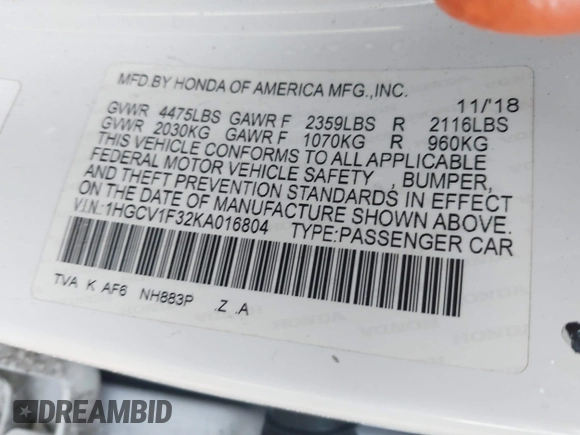 MFD BY HONDA OF AMERICA MFG.,INC.
11/'18
GVWR 4475LBS GAWR F 2359LBS R 2116LBS
GVWR 2030KG GAWR F 1070KG R 960KG
THIS VEHICLE CONFORMS TO ALL APPLICABLE
FEDERAL MOTOR VEHICLE SAFETY , BUMPER,
AND THEFT PREVENTION STANDARDS IN EFFECT
ON THE DATE OF MANUFACTURE SHOWN ABOVE.
V.I.N.:1HGCV1F32KA016804 TYPE:PASSENGER CAR
TVA K AF6 NH883P .Z .A
DREAMBID